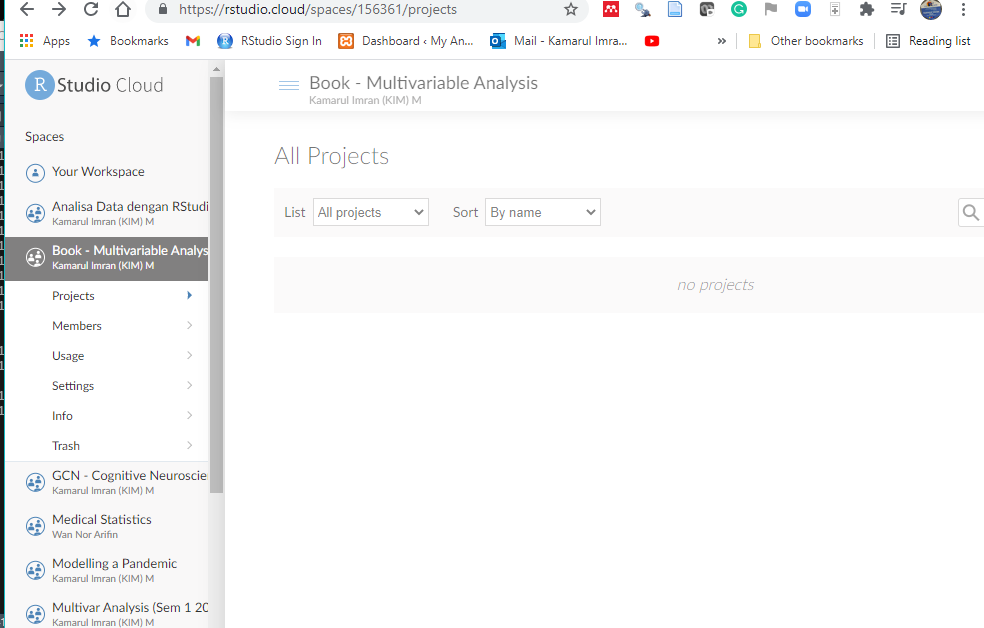 https://rstudio.cloud/spaces/156361/projects
Apps
Bookmarks
RStudio Sign In
Dashboard ‹ My An...
Mail - Kamarul Imra...
»
Other bookmarks
Reading list
R Studio Cloud
Spaces
Your Workspace
Analisa Data dengan RStudi
Kamarul Imran (KIM) M
Book - Multivariable Analys
Kamarul Imran (KIM) M
Projects
Members
Usage
Settings
Info
Trash
GCN - Cognitive Neuroscie
Kamarul Imran (KIM) M
Medical Statistics
Wan Nor Arifin
Modelling a Pandemic
Kamarul Imran (KIM) M
Multivar Analysis (Sem 1 20
Kamarul Imran (KIM) M
Book - Multivariable Analysis
Kamarul Imran (KIM) M
All Projects
List All projects Sort By name
no projects